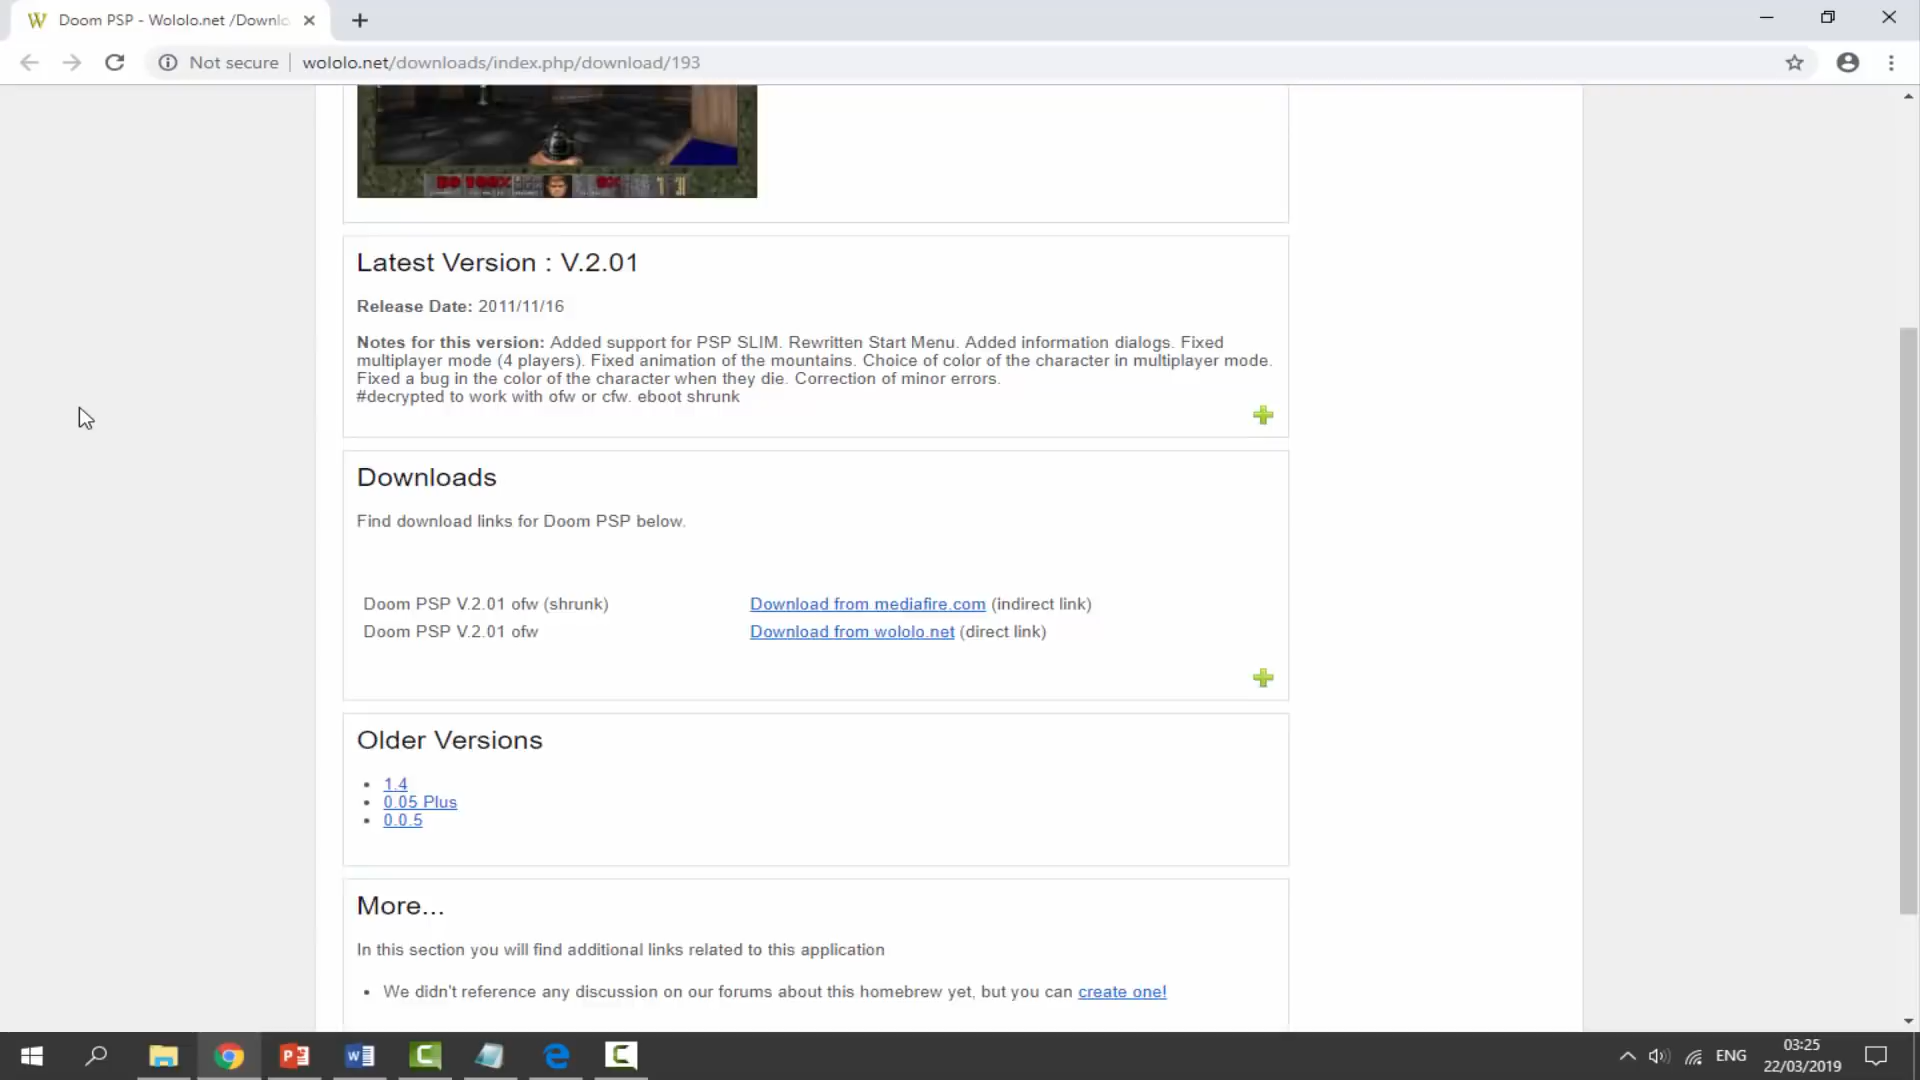 Doom PSP - Wololo.net /Downlo
Not secure
wololo.net/downloads/index.php/download/193
Latest Version : V.2.01
Release Date: 2011/11/16
Notes for this version: Added support for PSP SLIM. Rewritten Start Menu. Added information dialogs. Fixed
multiplayer mode (4 players). Fixed animation of the mountains. Choice of color of the character in multiplayer mode.
Fixed a bug in the color of the character when they die. Correction of minor errors.
#decrypted to work with ofw or cfw. eboot shrunk
Downloads
Find download links for Doom PSP below.
Doom PSP V.2.01 ofw (shrunk) Download from mediafire.com (indirect link)
Doom PSP V.2.01 ofw Download from wololo.net (direct link)
Older Versions
1.4
0.05 Plus
0.0.5
More...
In this section you will find additional links related to this application
We didn't reference any discussion on our forums about this homebrew yet, but you can create one!
ENG
03:25
22/03/2019